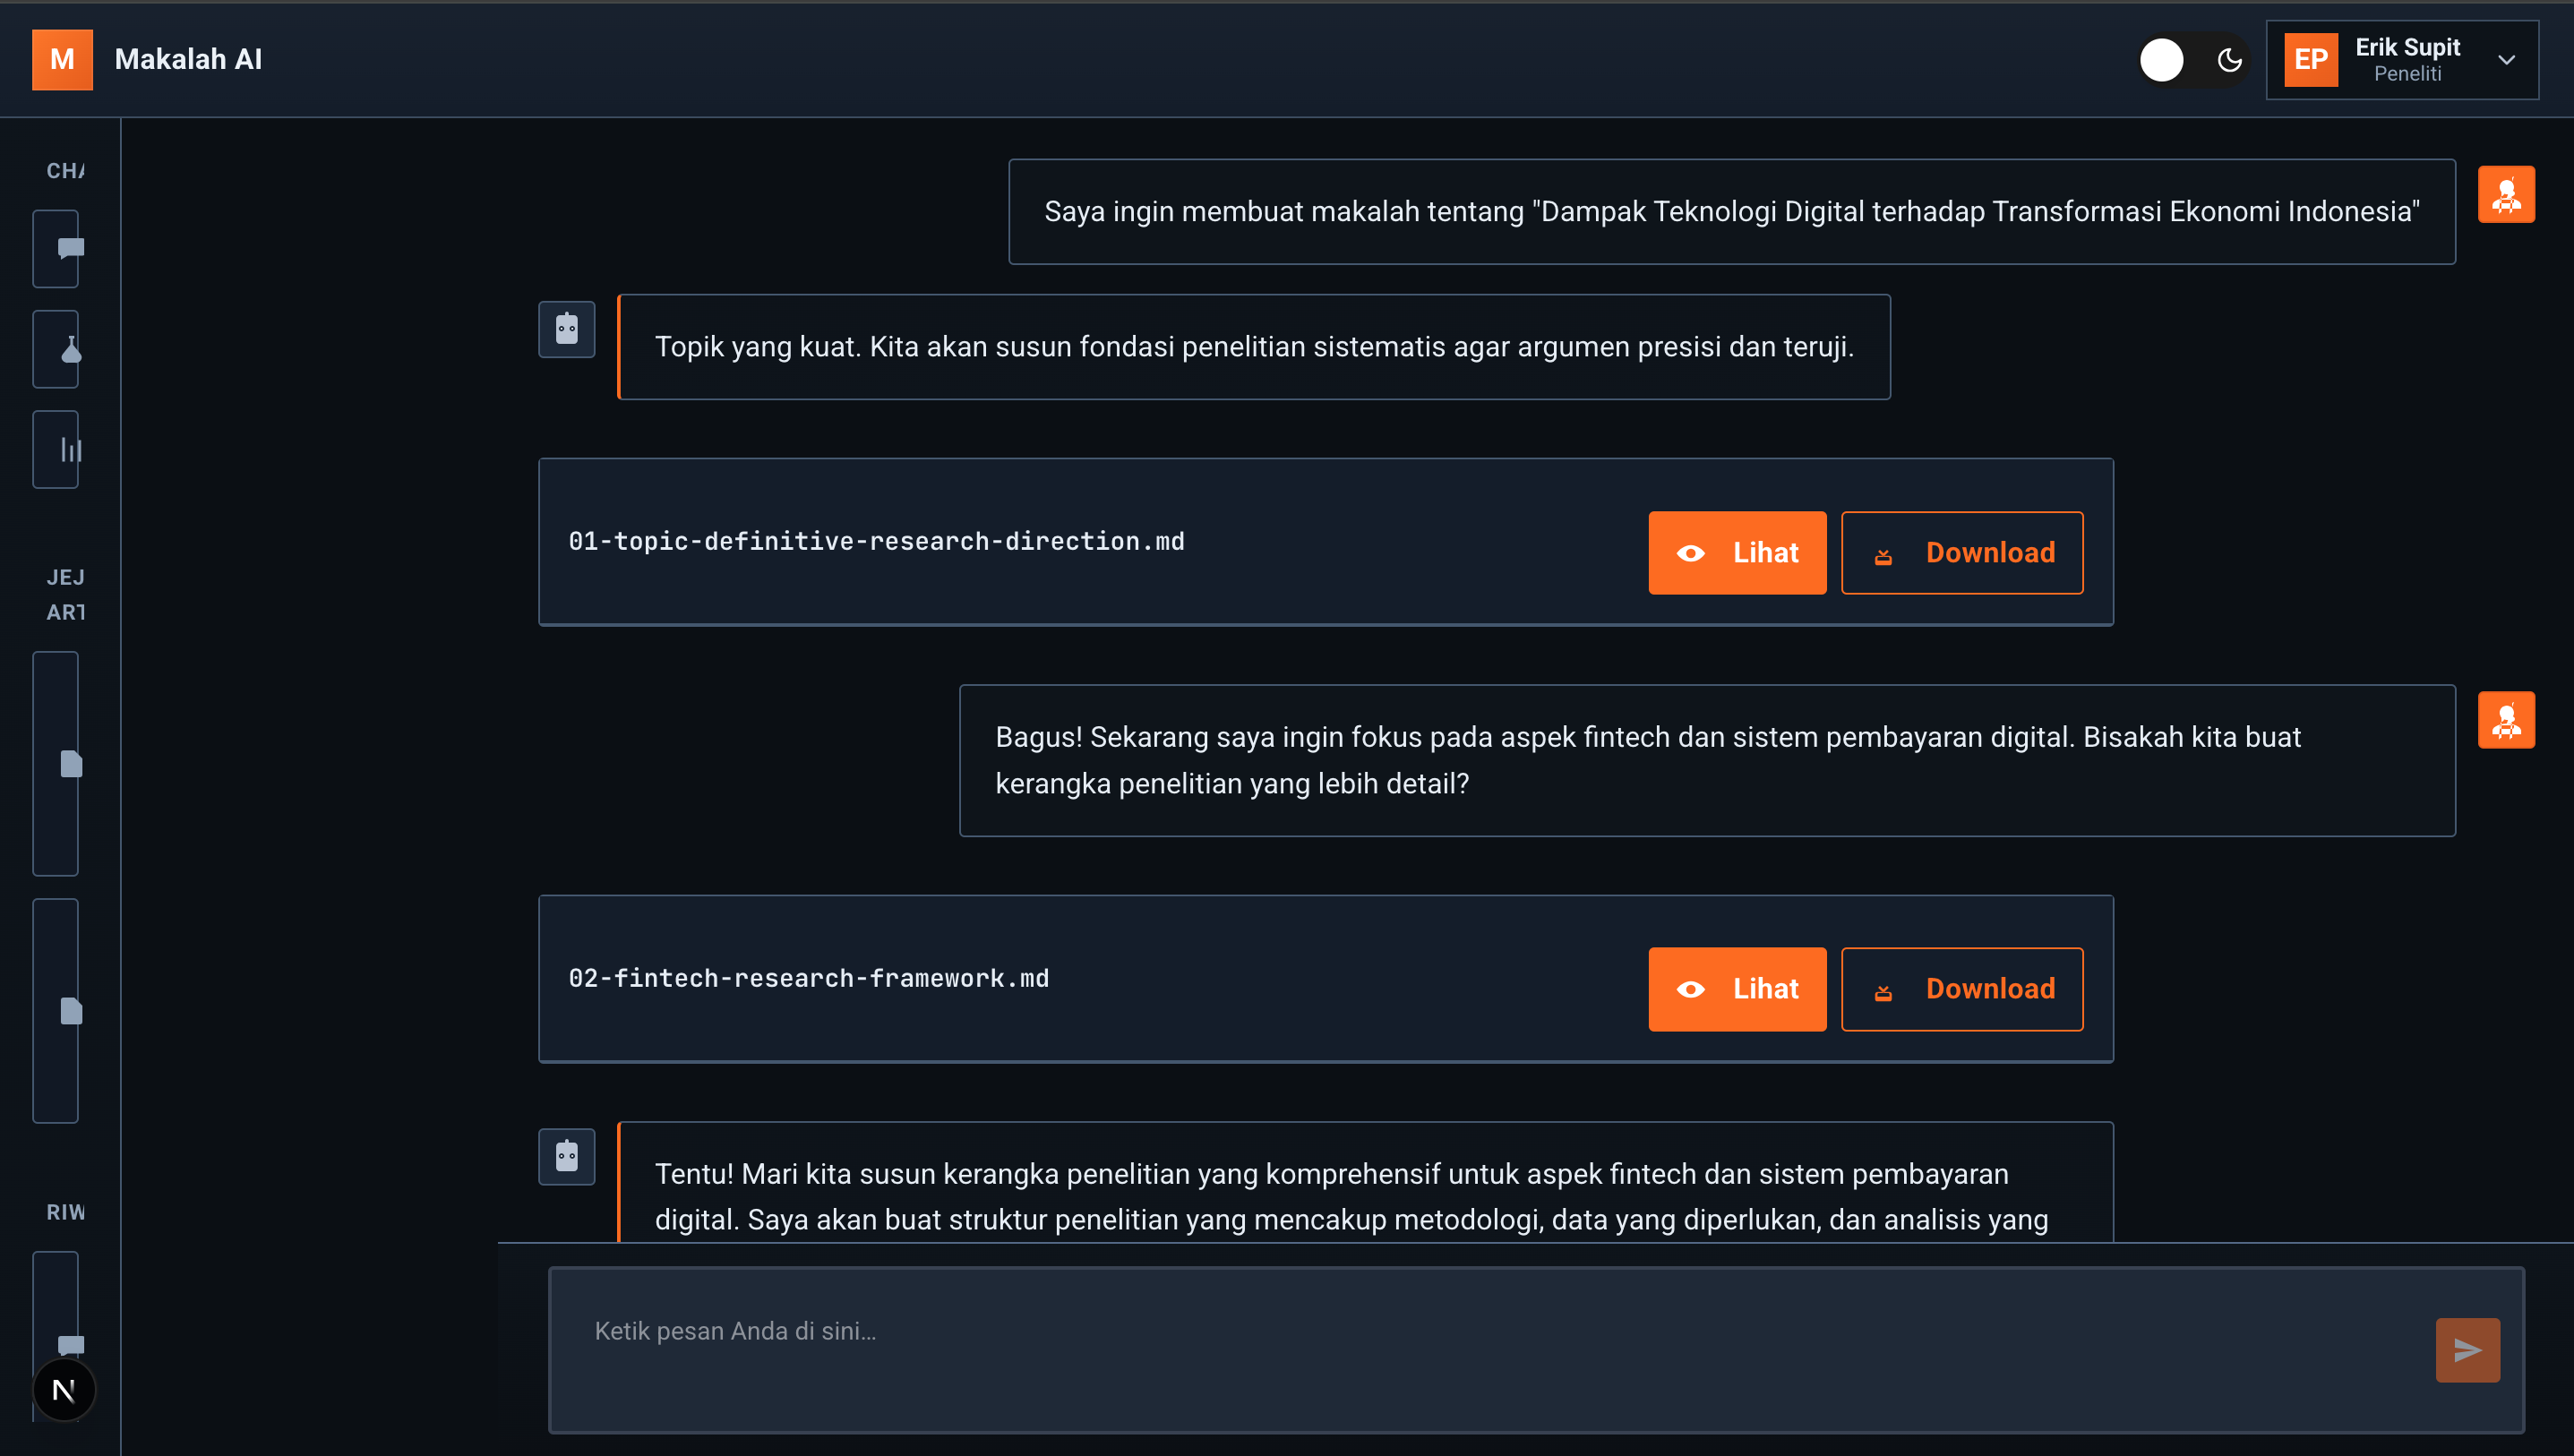 M
Makalah AI
EP
Erik Supit
Peneliti
CHA
JEJ
ART
RIW
N
Saya ingin membuat makalah tentang "Dampak Teknologi Digital terhadap Transformasi Ekonomi Indonesia"
Topik yang kuat. Kita akan susun fondasi penelitian sistematis agar argumen presisi dan teruji.
01-topic-definitive-research-direction.md
Lihat
Download
Bagus! Sekarang saya ingin fokus pada aspek fintech dan sistem pembayaran digital. Bisakah kita buat
kerangka penelitian yang lebih detail?
02-fintech-research-framework.md
Lihat
Download
Tentu! Mari kita susun kerangka penelitian yang komprehensif untuk aspek fintech dan sistem pembayaran
digital. Saya akan buat struktur penelitian yang mencakup metodologi, data yang diperlukan, dan analisis yang
Ketik pesan Anda di sini...